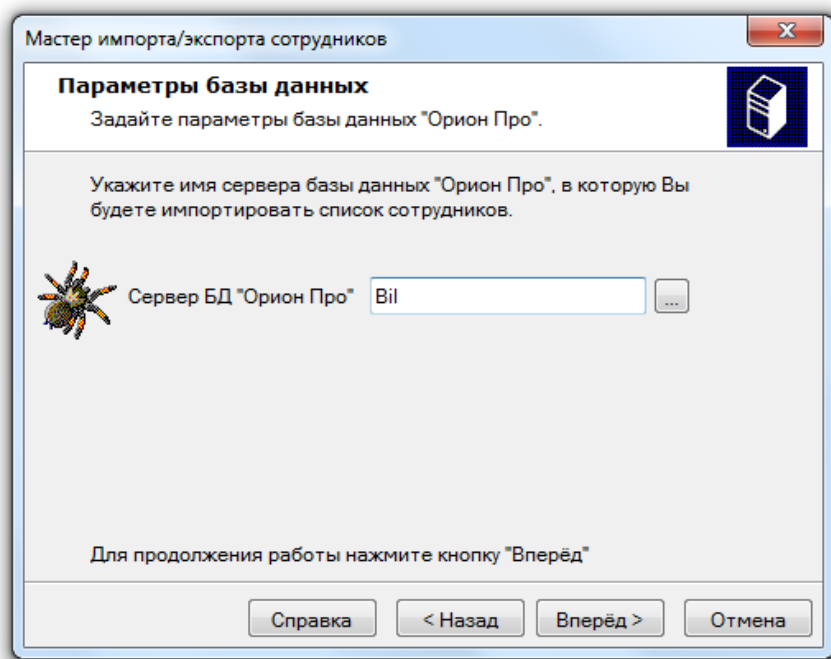 Мастер импорта/экспорта сотрудников
Параметры базы данных
Задайте параметры базы данных "Орион Про".
Укажите имя сервера базы данных "Орион Про", в которую Вы
будете импортировать список сотрудников.
Сервер БД "Орион Про" Bil ...
Для продолжения работы нажмите кнопку "Вперёд"
Справка < Назад Вперёд > Отмена